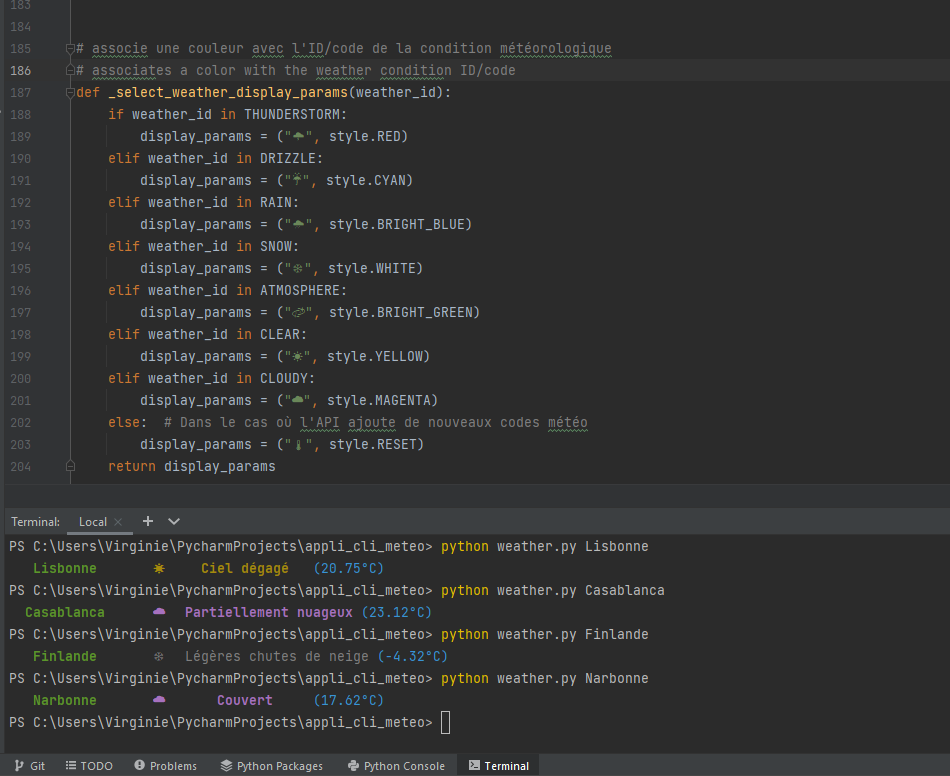 183
184
185 # associe une couleur avec l'ID/code de la condition météorologique
186 # associates a color with the weather condition ID/code
187 def _select_weather_display_params(weather_id):
188 if weather_id in THUNDERSTORM:
189 display_params = ("🌩", style.RED)
190 elif weather_id in DRIZZLE:
191 display_params = ("☔", style.CYAN)
192 elif weather_id in RAIN:
193 display_params = ("🌧", style.BRIGHT_BLUE)
194 elif weather_id in SNOW:
195 display_params = ("❄", style.WHITE)
196 elif weather_id in ATMOSPHERE:
197 display_params = ("🌀", style.BRIGHT_GREEN)
198 elif weather_id in CLEAR:
199 display_params = ("☀", style.YELLOW)
200 elif weather_id in CLOUDY:
201 display_params = ("☁", style.MAGENTA)
202 else: # Dans le cas où l'API ajoute de nouveaux codes météo
203 display_params = ("🌡", style.RESET)
204 return display_params
Terminal: Local × +
PS C:\Users\Virginie\PycharmProjects\appli_cli_meteo> python weather.py Lisbonne
Lisbonne ☀ Ciel dégagé (20.75°C)
PS C:\Users\Virginie\PycharmProjects\appli_cli_meteo> python weather.py Casablanca
Casablanca ☁ Partiellement nuageux (23.12°C)
PS C:\Users\Virginie\PycharmProjects\appli_cli_meteo> python weather.py Finlande
Finlande ❄ Légères chutes de neige (-4.32°C)
PS C:\Users\Virginie\PycharmProjects\appli_cli_meteo> python weather.py Narbonne
Narbonne ☁ Couvert (17.62°C)
PS C:\Users\Virginie\PycharmProjects\appli_cli_meteo>
Git TODO Problems Python Packages Python Console Terminal